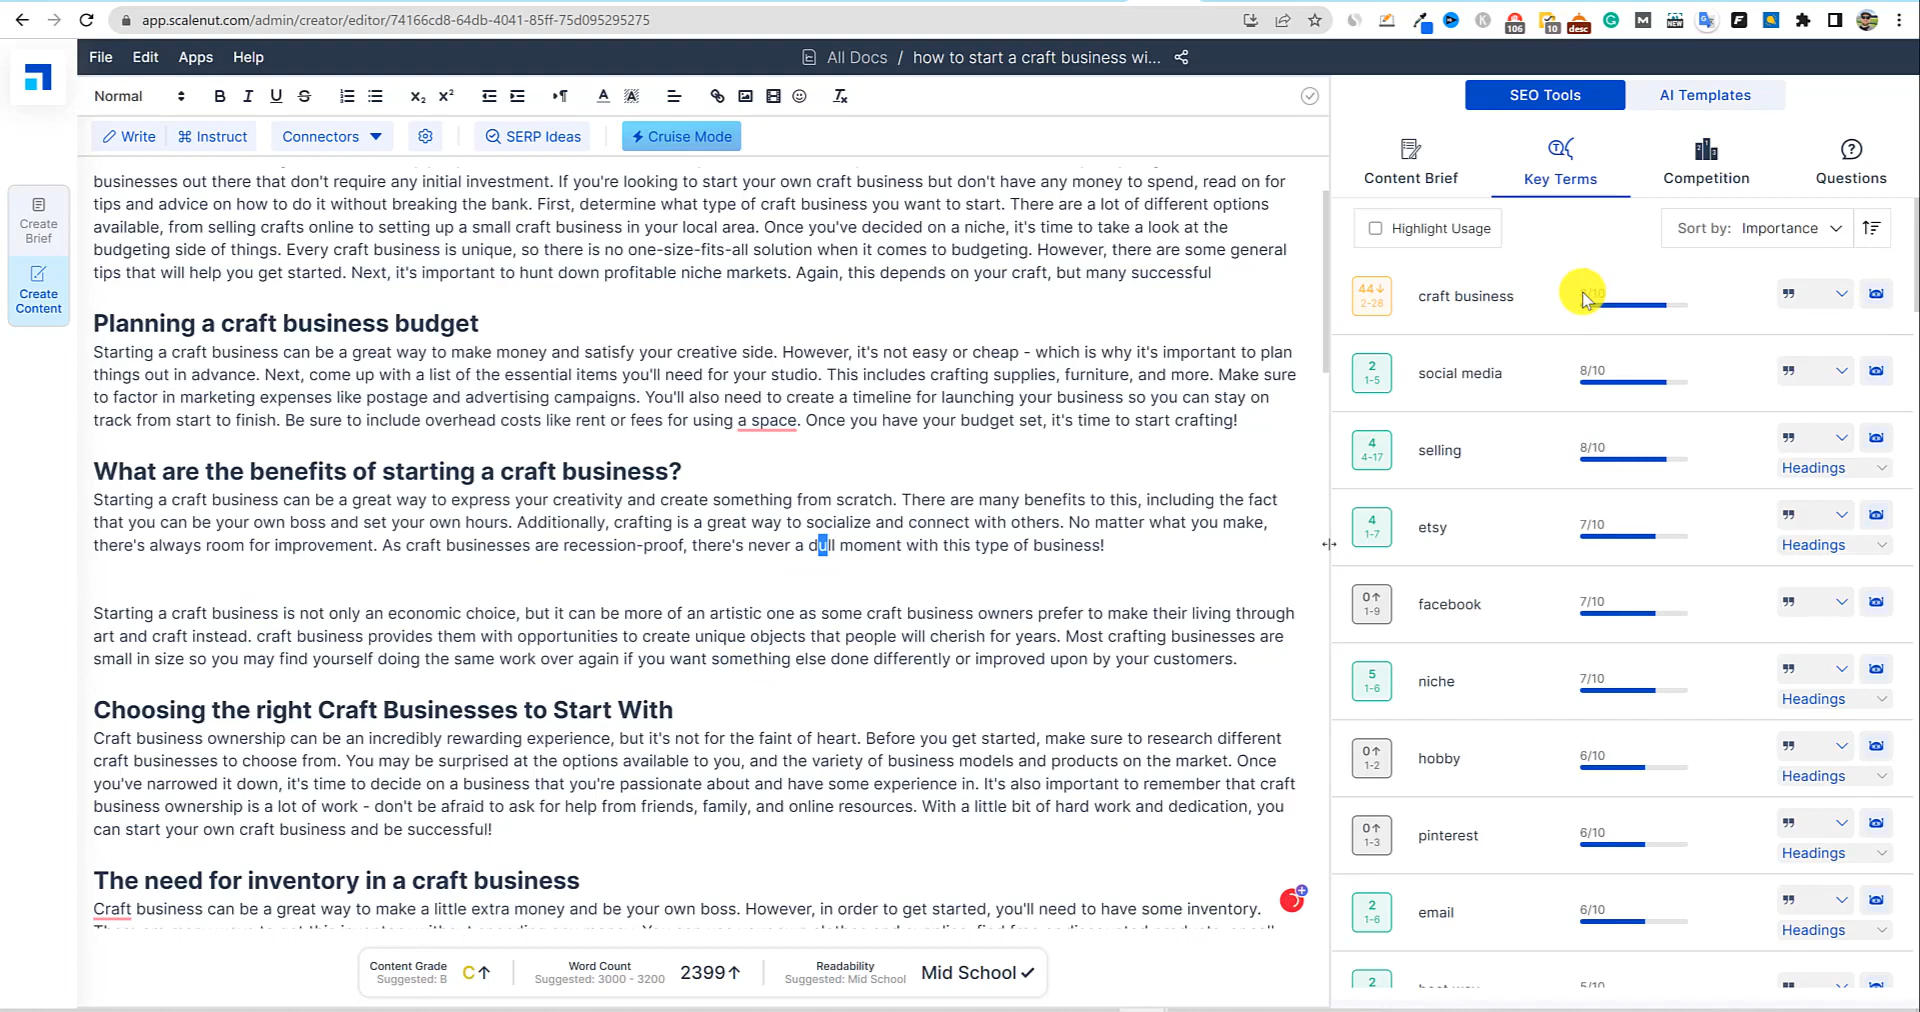 app.scalenut.com/admin/creator/editor/74166cd8-64db-4041-85ff-75d095295275
106
10
desc
NEW
File Edit Apps Help
All Docs / how to start a craft business wi...
Normal
Write Instruct Connectors SERP Ideas Cruise Mode
Create Brief
Create Content
businesses out there that don't require any initial investment. If you're looking to start your own craft business but don't have any money to spend, read on for
tips and advice on how to do it without breaking the bank. First, determine what type of craft business you want to start. There are a lot of different options
available, from selling crafts online to setting up a small craft business in your local area. Once you've decided on a niche, it's time to take a look at the
budgeting side of things. Every craft business is unique, so there is no one-size-fits-all solution when it comes to budgeting. However, there are some general
tips that will help you get started. Next, it's important to hunt down profitable niche markets. Again, this depends on your craft, but many successful
Planning a craft business budget
Starting a craft business can be a great way to make money and satisfy your creative side. However, it's not easy or cheap - which is why it's important to plan
things out in advance. Next, come up with a list of the essential items you'll need for your studio. This includes crafting supplies, furniture, and more. Make sure
to factor in marketing expenses like postage and advertising campaigns. You'll also need to create a timeline for launching your business so you can stay on
track from start to finish. Be sure to include overhead costs like rent or fees for using a space. Once you have your budget set, it's time to start crafting!
What are the benefits of starting a craft business?
Starting a craft business can be a great way to express your creativity and create something from scratch. There are many benefits to this, including the fact
that you can be your own boss and set your own hours. Additionally, crafting is a great way to socialize and connect with others. No matter what you make,
there's always room for improvement. As craft businesses are recession-proof, there's never a dull moment with this type of business!
Starting a craft business is not only an economic choice, but it can be more of an artistic one as some craft business owners prefer to make their living through
art and craft instead. craft business provides them with opportunities to create unique objects that people will cherish for years. Most crafting businesses are
small in size so you may find yourself doing the same work over again if you want something else done differently or improved upon by your customers.
Choosing the right Craft Businesses to Start With
Craft business ownership can be an incredibly rewarding experience, but it's not for the faint of heart. Before you get started, make sure to research different
craft businesses to choose from. You may be surprised at the options available to you, and the variety of business models and products on the market. Once
you've narrowed it down, it's time to decide on a business that you're passionate about and have some experience in. It's also important to remember that craft
business ownership is a lot of work - don't be afraid to ask for help from friends, family, and online resources. With a little bit of hard work and dedication, you
can start your own craft business and be successful!
The need for inventory in a craft business
Craft business can be a great way to make a little extra money and be your own boss. However, in order to get started, you'll need to have some inventory.
Content Grade C↑
Suggested: B
Word Count 2399↑
Suggested: 3000 - 3200
Readability Mid School ✓
Suggested: Mid School
SEO Tools AI Templates
Content Brief Key Terms Competition Questions
Highlight Usage Sort by: Importance
44↓ 2-28 craft business
2 1-5 social media 8/10
4 4-17 selling 8/10 Headings
4 1-7 etsy 7/10 Headings
0↑ 1-9 facebook 7/10
5 1-6 niche 7/10 Headings
0↑ 1-2 hobby 6/10 Headings
0↑ 1-3 pinterest 6/10 Headings
2 1-6 email 6/10 Headings
2